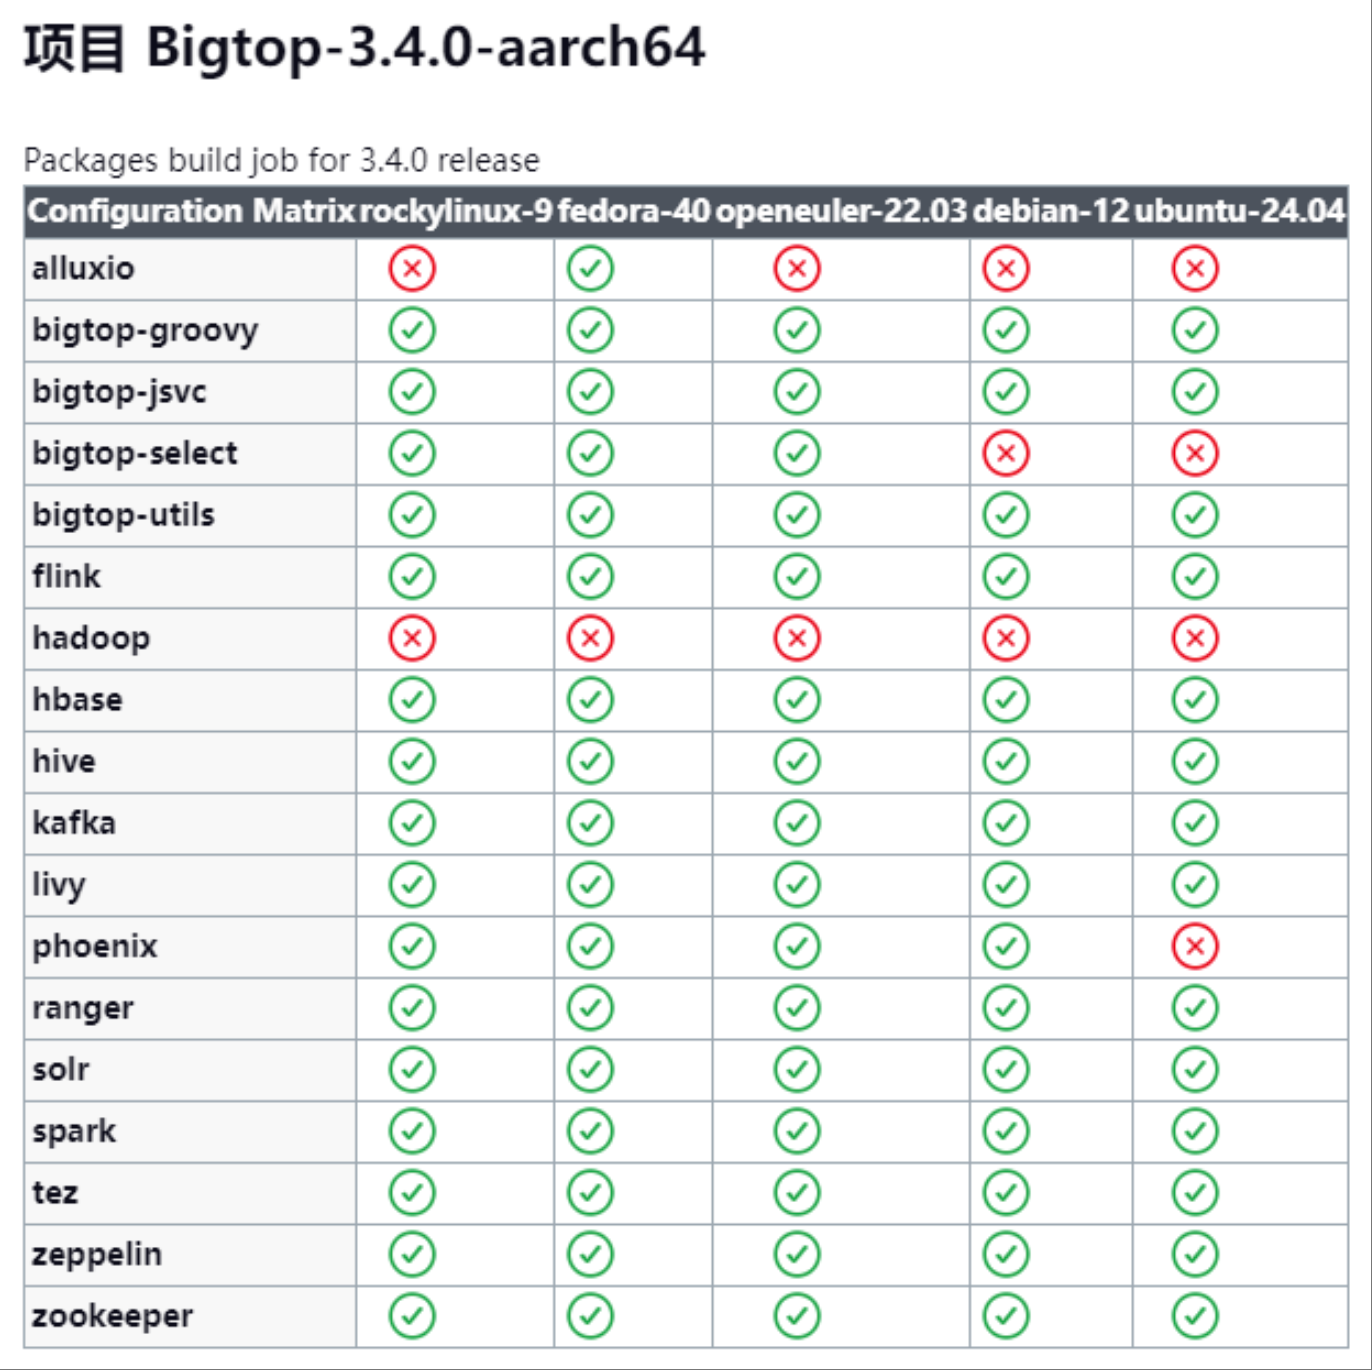 项目 Bigtop-3.4.0-aarch64
Packages build job for 3.4.0 release
Configuration Matrix rockylinux-9 fedora-40 openeuler-22.03 debian-12 ubuntu-24.04
alluxio
bigtop-groovy
bigtop-jsvc
bigtop-select
bigtop-utils
flink
hadoop
hbase
hive
kafka
livy
phoenix
ranger
solr
spark
tez
zeppelin
zookeeper